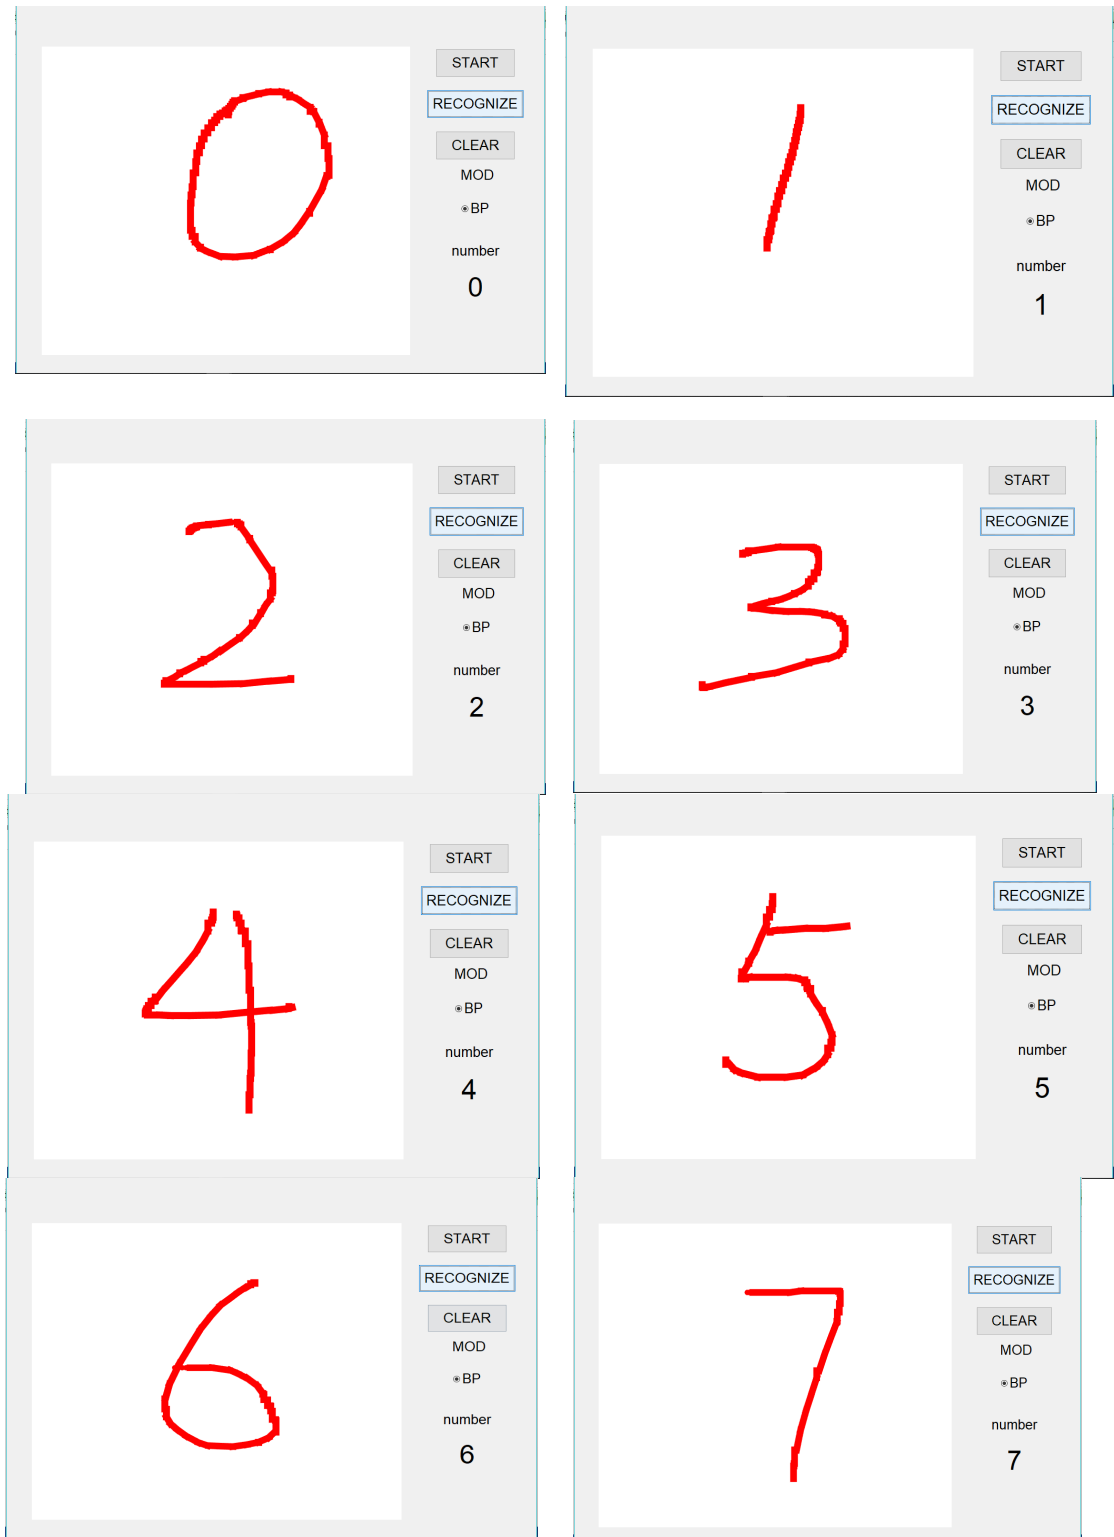 0
START
RECOGNIZE
CLEAR
MOD
BP
number
0
1
START
RECOGNIZE
CLEAR
MOD
BP
number
1
2
START
RECOGNIZE
CLEAR
MOD
BP
number
2
3
START
RECOGNIZE
CLEAR
MOD
BP
number
3
4
START
RECOGNIZE
CLEAR
MOD
BP
number
4
5
START
RECOGNIZE
CLEAR
MOD
BP
number
5
6
START
RECOGNIZE
CLEAR
MOD
BP
number
6
7
START
RECOGNIZE
CLEAR
MOD
BP
number
7